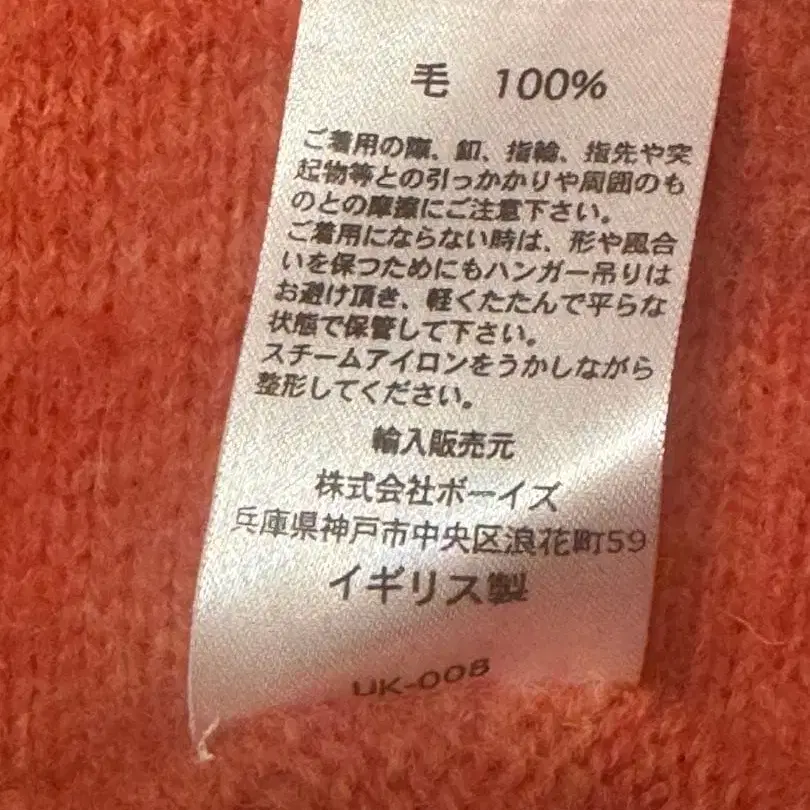 毛 100%
ご着用の際、釦、指輪、指先や突
起物等との引っかかりや周囲のも
のとの摩擦にご注意下さい。
ご着用にならない時は、形や風合
いを保つためにもハンガー吊りは
お避け頂き、軽くたたんで平らな
状態で保管して下さい。
スチームアイロンをうかしながら
整形してください。
輸入販売元
株式会社ボーイズ
兵庫県神戸市中央区浪花町59
イギリス製
UK-008